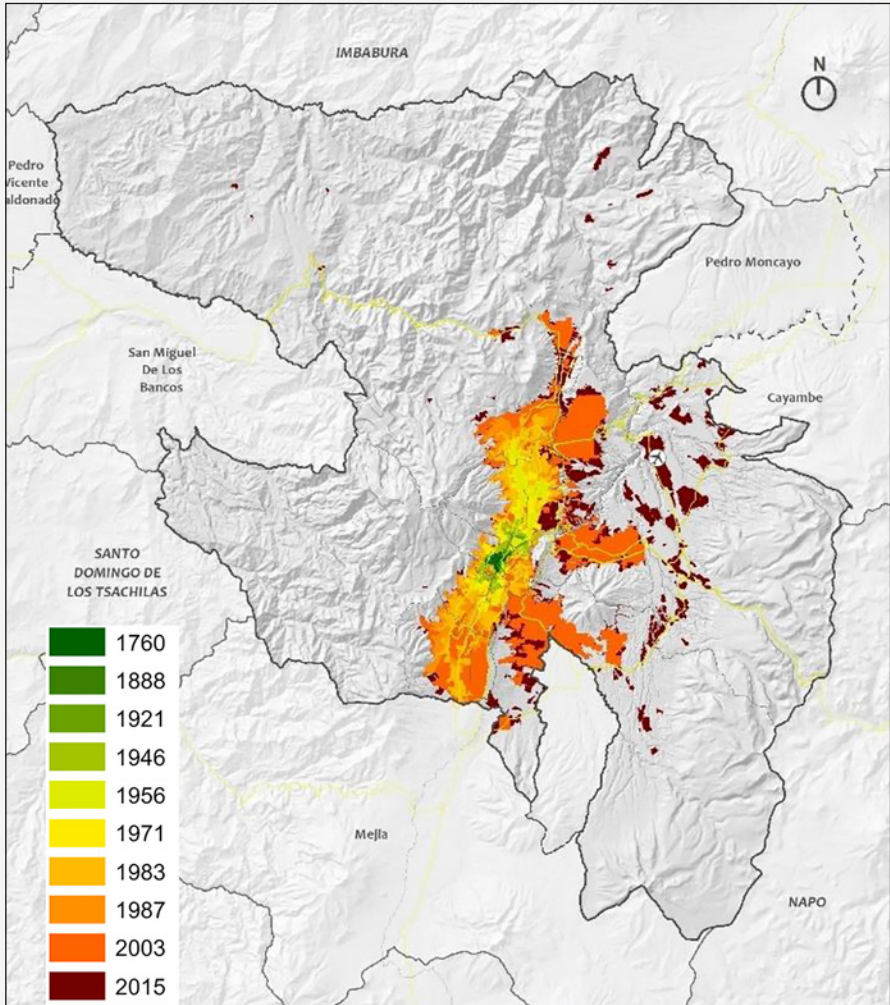 IMBABURA
N
Pedro
Vicente
aldonado
Pedro Moncayo
San Miguel
De Los
Bancos
Cayambe
SANTO
DOMINGO DE
LOS TSACHILAS
1760
1888
1921
1946
1956
1971
1983
1987
2003
2015
Mejía
NAPO